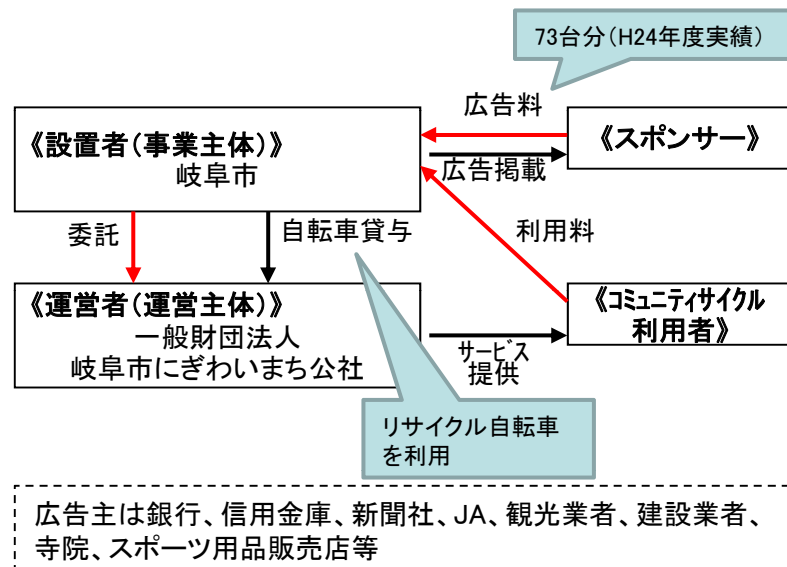 73台分(H24年度実績)
広告料
《設置者(事業主体)》
岐阜市
《スポンサー》
広告掲載
委託
自転車貸与
利用料
《運営者(運営主体)》
一般財団法人
岐阜市にぎわいまち公社
《ｺﾐｭﾆﾃｨｻｲｸﾙ
利用者》
ｻｰﾋﾞｽ
提供
リサイクル自転車
を利用
広告主は銀行、信用金庫、新聞社、JA、観光業者、建設業者、
寺院、スポーツ用品販売店等